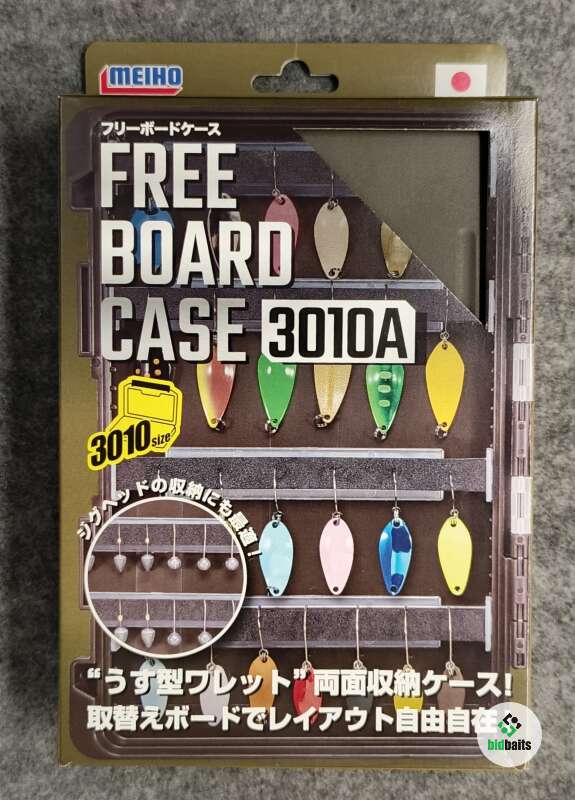 MEIHO
フリーボードケース
FREE
BOARD
CASE 3010A
3010 size
ジグヘッドの収納にも最適！
“うす型ワレット”両面収納ケース！
取替えボードでレイアウト自由自在
bidbaits